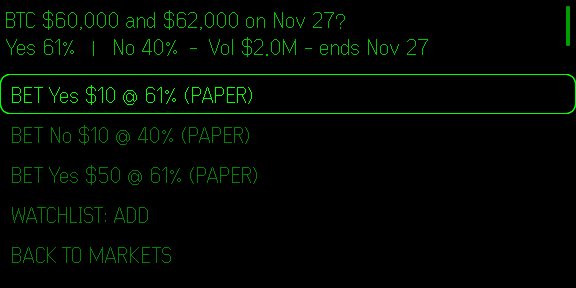 BTC $60,000 and $62,000 on Nov 27?
Yes 61% | No 40% - Vol $2.0M - ends Nov 27
BET Yes $10 @ 61% (PAPER)
BET No $10 @ 40% (PAPER)
BET Yes $50 @ 61% (PAPER)
WATCHLIST: ADD
BACK TO MARKETS